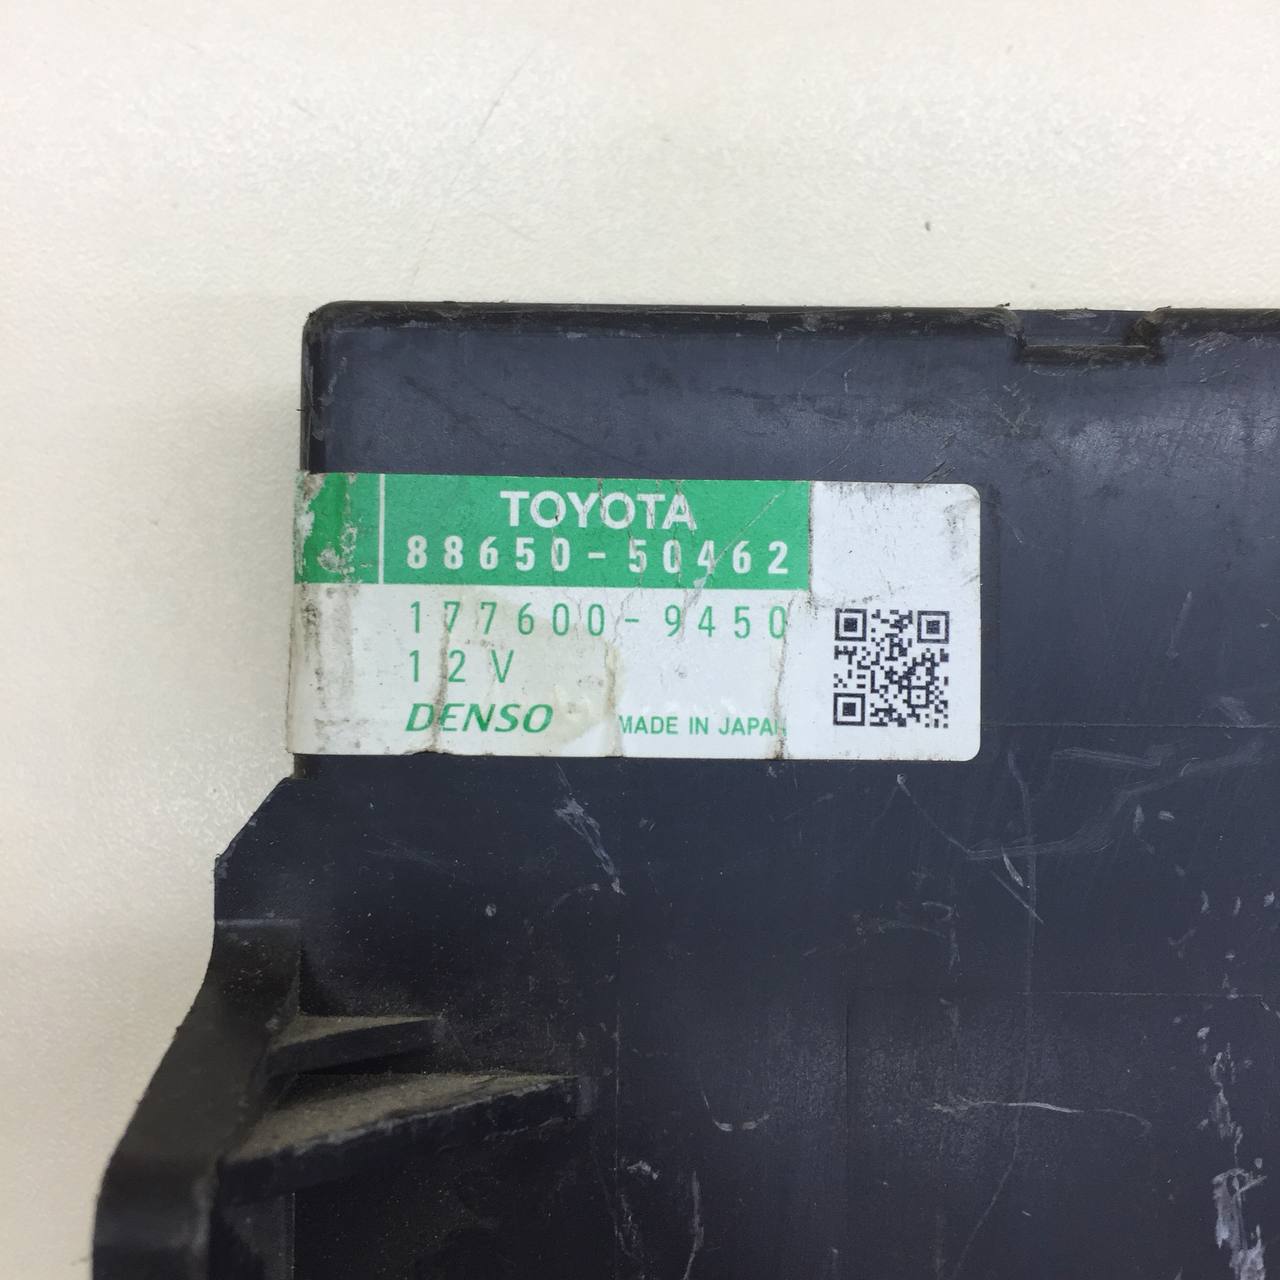 TOYOTA
88650-50462
177600-9450
12V
DENSO MADE IN JAPAN